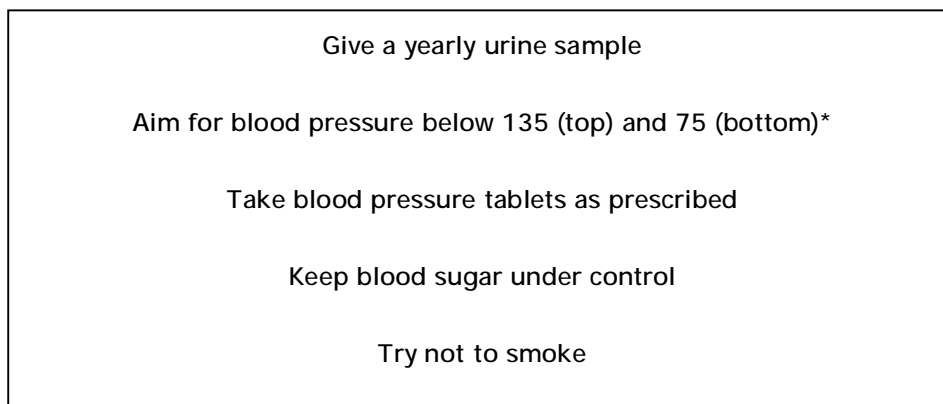 Give a yearly urine sample
Aim for blood pressure below 135 (top) and 75 (bottom)*
Take blood pressure tablets as prescribed
Keep blood sugar under control
Try not to smoke